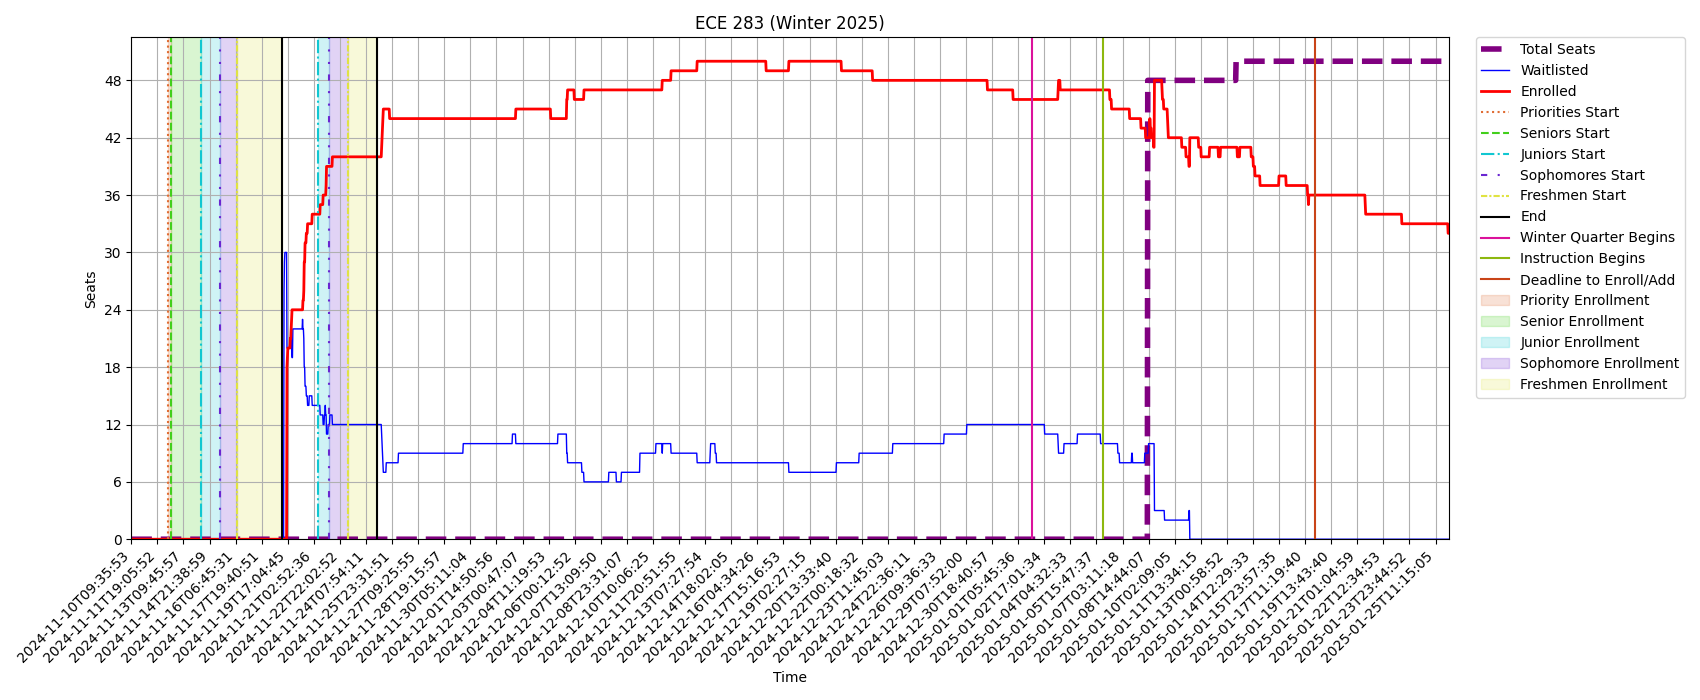 ECE 283 (Winter 2025)
Seats
48
42
36
30
24
18
12
6
0
2024-11-10T09:35:53
2024-11-11T19:05:52
2024-11-13T09:45:57
2024-11-14T21:38:59
2024-11-16T06:45:31
2024-11-17T19:40:51
2024-11-19T17:04:45
2024-11-21T02:52:36
2024-11-22T22:02:52
2024-11-24T07:54:11
2024-11-25T23:31:51
2024-11-27T09:25:55
2024-11-28T19:15:57
2024-11-30T05:11:04
2024-12-01T14:50:56
2024-12-03T00:47:07
2024-12-04T11:19:53
2024-12-06T00:12:52
2024-12-07T13:09:50
2024-12-08T23:31:07
2024-12-10T10:06:25
2024-12-11T20:51:55
2024-12-13T07:27:54
2024-12-14T18:02:05
2024-12-16T04:34:26
2024-12-17T15:16:53
2024-12-19T02:27:15
2024-12-20T13:33:40
2024-12-22T00:18:32
2024-12-23T11:45:03
2024-12-24T22:36:11
2024-12-26T09:36:33
2024-12-29T07:52:00
2024-12-30T18:40:57
2025-01-01T05:45:36
2025-01-02T17:01:34
2025-01-04T04:32:33
2025-01-05T15:47:37
2025-01-07T03:11:18
2025-01-08T14:44:07
2025-01-10T02:09:05
2025-01-11T13:34:15
2025-01-13T00:58:52
2025-01-14T12:29:33
2025-01-15T23:57:35
2025-01-17T11:19:40
2025-01-19T13:43:40
2025-01-21T01:04:59
2025-01-22T12:34:53
2025-01-23T23:44:52
2025-01-25T11:15:05
Time
Total Seats
Waitlisted
Enrolled
Priorities Start
Seniors Start
Juniors Start
Sophomores Start
Freshmen Start
End
Winter Quarter Begins
Instruction Begins
Deadline to Enroll/Add
Priority Enrollment
Senior Enrollment
Junior Enrollment
Sophomore Enrollment
Freshmen Enrollment